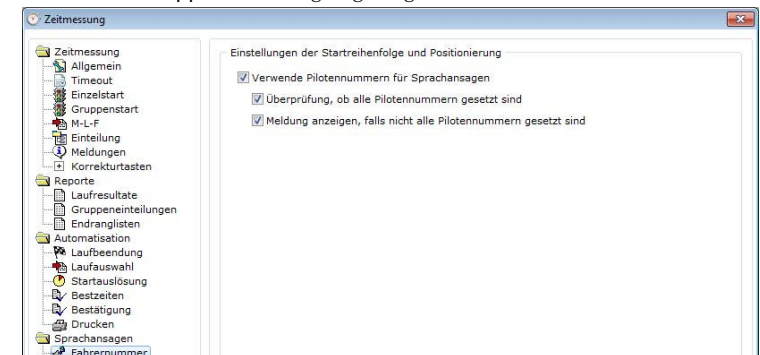 Zeitmessung
Zeitmessung
Allgemein
Timeout
Einzelstart
Gruppenstart
M-L-F
Einteilung
Meldungen
Korrekturtasten
Reporte
Laufresultate
Gruppeneinteilungen
Endranglisten
Automatisation
Laufbeendung
Laufauswahl
Startauslösung
Bestzeiten
Bestätigung
Drucken
Sprachansagen
Fahrernummer
Einstellungen der Startreihenfolge und Positionierung
Verwende Pilotennummern für Sprachansagen
Überprüfung, ob alle Pilotennummern gesetzt sind
Meldung anzeigen, falls nicht alle Pilotennummern gesetzt sind